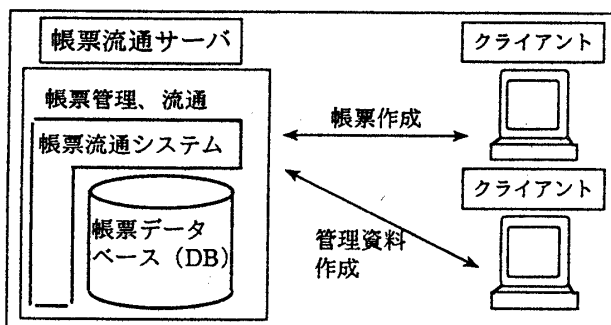 帳票流通サーバ
帳票管理、流通
帳票流通システム
帳票データ
ベース（DB）
帳票作成
管理資料
作成
クライアント
クライアント